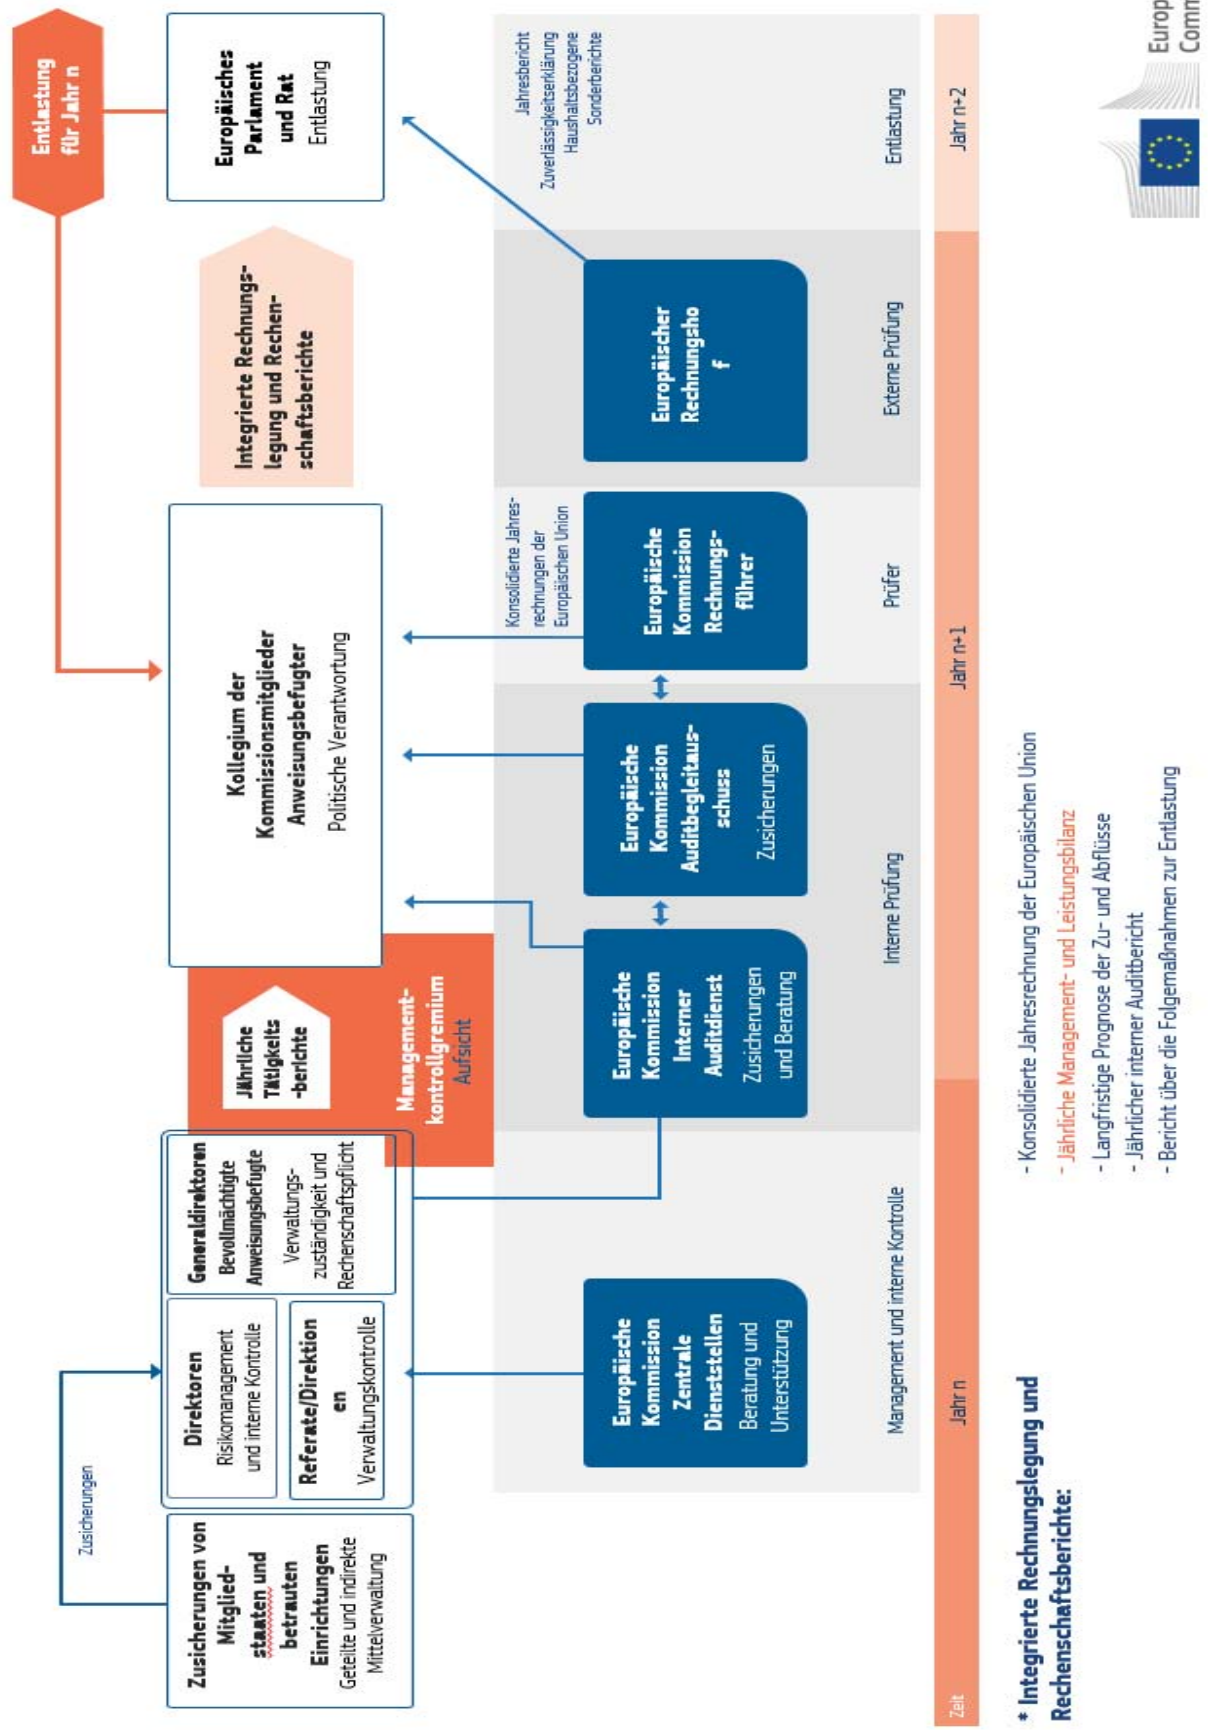 Zusicherungen
Zusicherungen von
Mitglied-
staaten und
betrauten
Einrichtungen
Geteilte und indirekte
Mittelverwaltung
Direktoren
Risikomanagement
und interne Kontrolle
Referate/Direktion
en
Verwaltungskontrolle
Generaldirektoren
Bevollmächtigte
Anweisungsbefugte
Verwaltungs-
zuständigkeit und
Rechenschaftspflicht
Jährliche
Tätigkeits
-berichte
Management-
kontrollgremium
Aufsicht
Kollegium der
Kommissionsmitglieder
Anweisungsbefugter
Politische Verantwortung
Integrierte Rechnungs-
legung und Rechen-
schaftsberichte
Entlastung
für Jahr n
Europäisches
Parlament
und Rat
Entlastung
Europäische
Kommission
Zentrale
Dienststellen
Beratung und
Unterstützung
Management und interne Kontrolle
Europäische
Kommission
Interner
Auditdienst
Zusicherungen
und Beratung
Europäische
Kommission
Auditbegleitaus-
schuss
Zusicherungen
Interne Prüfung
Konsolidierte Jahres-
rechnungen der
Europäischen Union
Europäische
Kommission
Rechnungs-
führer
Prüfer
Europäischer
Rechnungsho
f
Externe Prüfung
Jahresbericht
Zuverlässigkeitserklärung
Haushaltsbezogene
Sonderberichte
Entlastung
Zeit
Jahr n
Jahr n+1
Jahr n+2
* Integrierte Rechnungslegung und
Rechenschaftsberichte:
- Konsolidierte Jahresrechnung der Europäischen Union
- Jährliche Management- und Leistungsbilanz
- Langfristige Prognose der Zu- und Abflüsse
- Jährlicher interner Auditbericht
- Bericht über die Folgemaßnahmen zur Entlastung
Europ
Comm